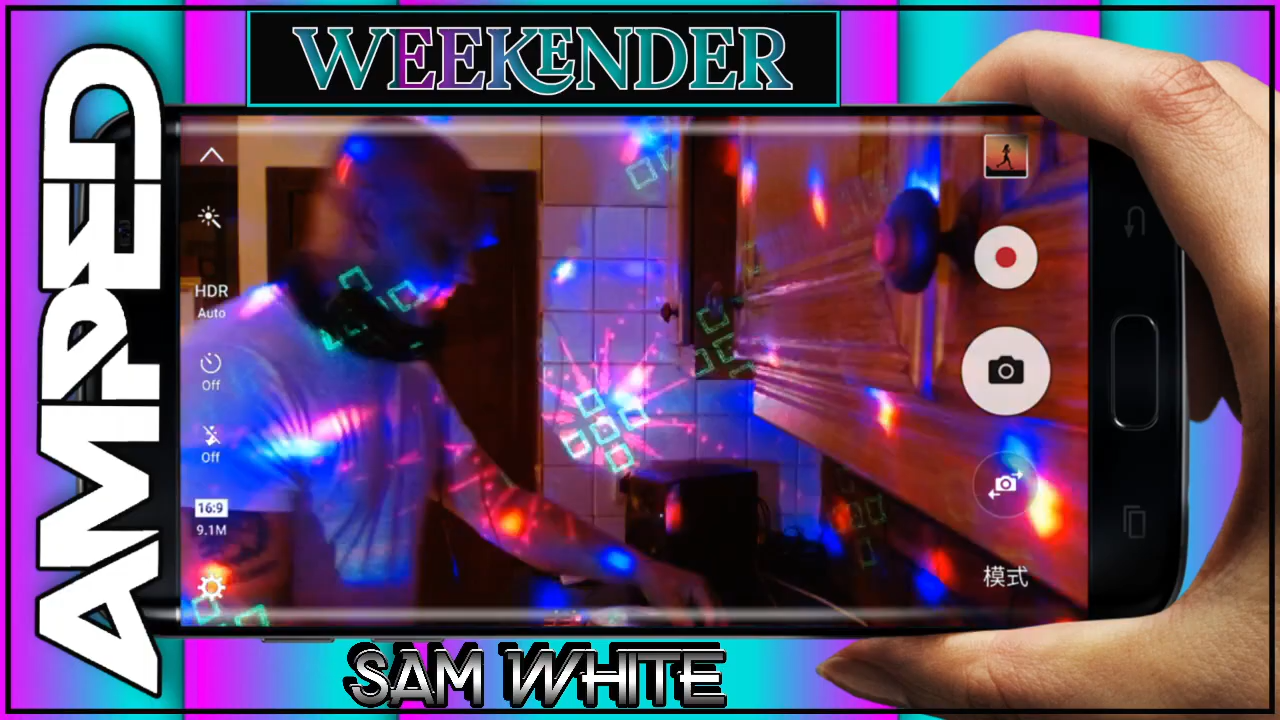 WEEKENDER
AMPED
HDR
Auto
Off
Off
16:9
9.1M
模式
SAM WHITE